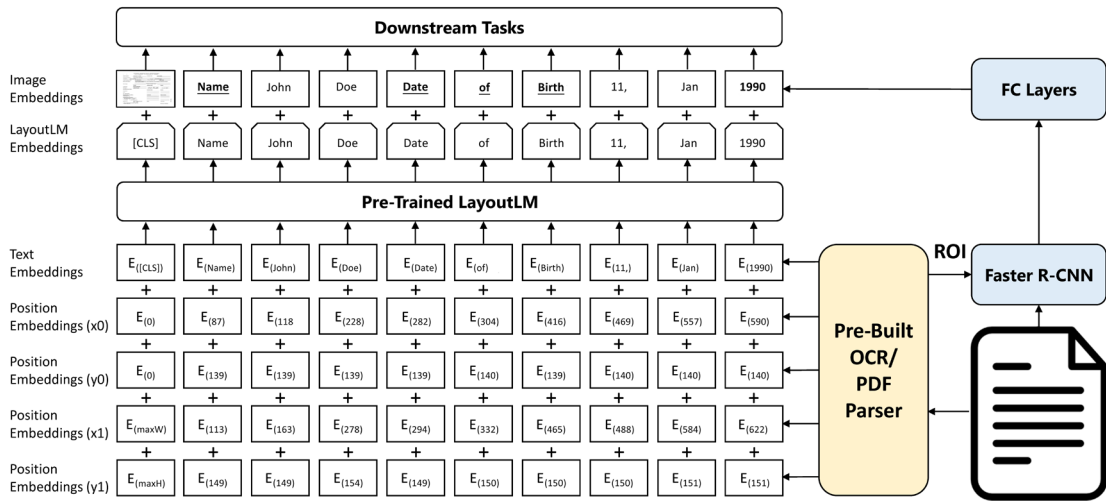 Downstream Tasks
Image Embeddings Name John Doe Date of Birth 11, Jan 1990 FC Layers
LayoutLM Embeddings [CLS] Name John Doe Date of Birth 11, Jan 1990
Pre-Trained LayoutLM
Text Embeddings E([CLS]) E(Name) E(John) E(Doe) E(Date) E(of) E(Birth) E(11,) E(Jan) E(1990) ROI Faster R-CNN
Position Embeddings (x0) E(0) E(87) E(118 E(228) E(282) E(304) E(416) E(469) E(557) E(590)
Position Embeddings (y0) E(0) E(139) E(139) E(139) E(139) E(140) E(139) E(140) E(140) E(140)
Position Embeddings (x1) E(maxW) E(113) E(163) E(278) E(294) E(332) E(465) E(488) E(584) E(622)
Position Embeddings (y1) E(maxH) E(149) E(149) E(154) E(149) E(150) E(150) E(150) E(151) E(151)
Pre-Built
OCR/
PDF
Parser